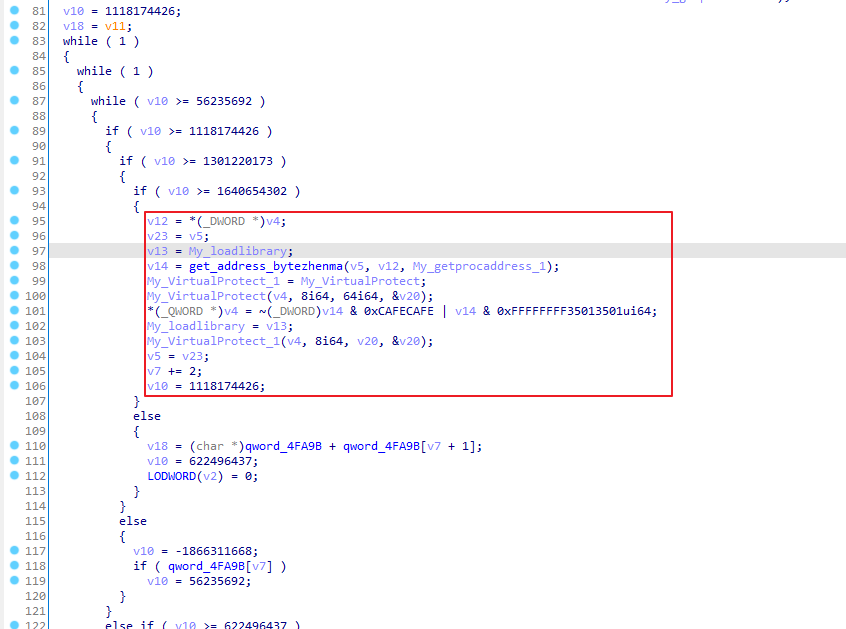 81 v10 = 1118174426;
82 v18 = v11;
83 while ( 1 )
84 {
85 while ( 1 )
86 {
87 while ( v10 >= 56235692 )
88 {
89 if ( v10 >= 1118174426 )
90 {
91 if ( v10 >= 1301220173 )
92 {
93 if ( v10 >= 1640654302 )
94 {
95 v12 = *(_DWORD *)v4;
96 v23 = v5;
97 v13 = My_loadlibrary;
98 v14 = get_address_bytezhenma(v5, v12, My_getprocaddress_1);
99 My_VirtualProtect_1 = My_VirtualProtect;
100 My_VirtualProtect(v4, 8i64, 64i64, &v20);
101 *(_QWORD *)v4 = ~(_DWORD)v14 & 0xCAFECAFE | v14 & 0xFFFFFFFF35013501ui64;
102 My_loadlibrary = v13;
103 My_VirtualProtect_1(v4, 8i64, v20, &v20);
104 v5 = v23;
105 v7 += 2;
106 v10 = 1118174426;
107 }
108 else
109 {
110 v18 = (char *)qword_4FA9B + qword_4FA9B[v7 + 1];
111 v10 = 622496437;
112 LODWORD(v2) = 0;
113 }
114 }
115 else
116 {
117 v10 = -1866311668;
118 if ( qword_4FA9B[v7] )
119 v10 = 56235692;
120 }
121 }
122 else if ( v10 >= 622496437 )